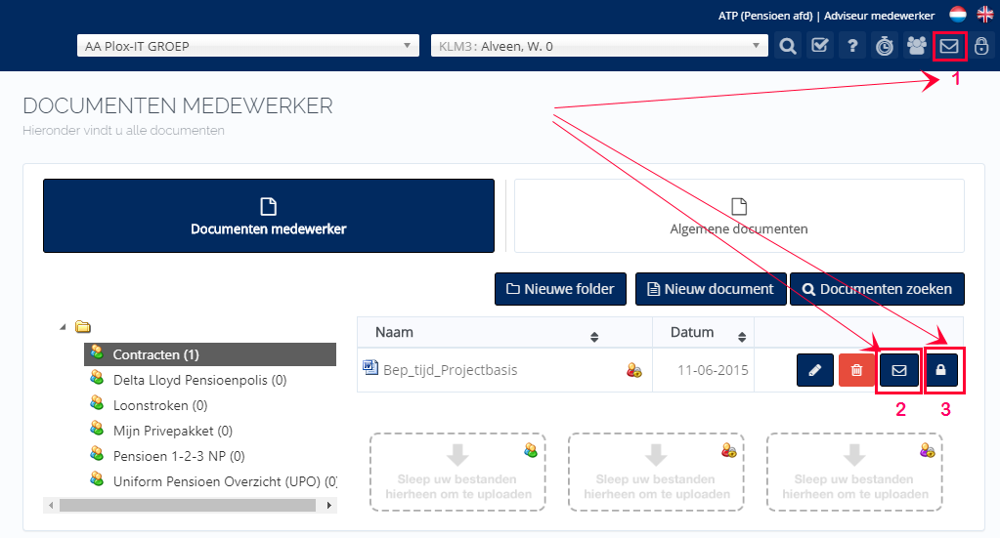 ATP (Pensioen afd) | Adviseur medewerker
AA Plox-IT GROEP
KLM3: Alveen, W. 0
?
1
DOCUMENTEN MEDEWERKER
Hieronder vindt u alle documenten
Documenten medewerker
Algemene documenten
Nieuwe folder
Nieuw document
Documenten zoeken
Naam
Datum
Contracten (1)
Delta Lloyd Pensioenpolis (0)
Loonstroken (0)
Mijn Privepakket (0)
Pensioen 1-2-3 NP (0)
Uniform Pensioen Overzicht (UPO) (0)
Bep_tijd_Projectbasis
11-06-2015
2
3
Sleep uw bestanden
hierheen om te uploaden
Sleep uw bestanden
hierheen om te uploaden
Sleep uw bestanden
hierheen om te uploaden